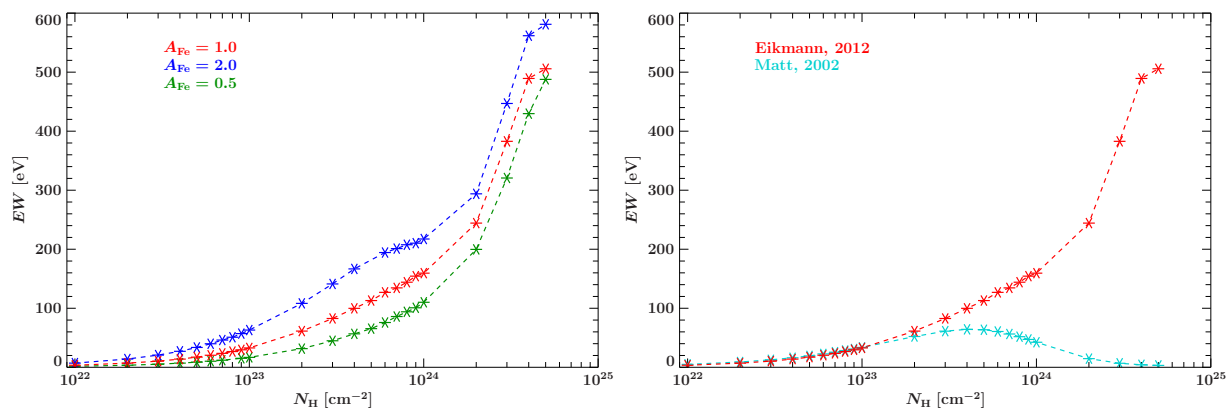 600
500
400
300
200
100
0
EW [eV]
A_Fe = 1.0
A_Fe = 2.0
A_Fe = 0.5
10^22
10^23
10^24
10^25
N_H [cm^−2]
600
500
400
300
200
100
0
EW [eV]
Eikmann, 2012
Matt, 2002
10^22
10^23
10^24
10^25
N_H [cm^−2]